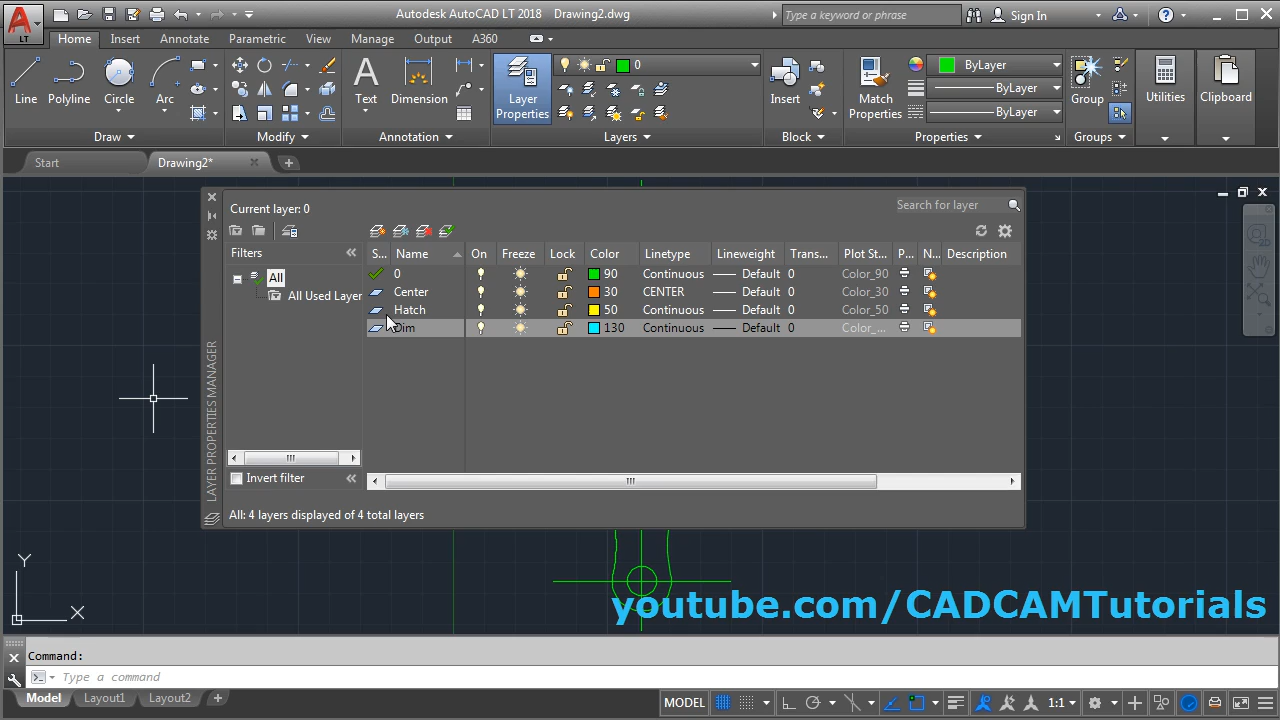 Autodesk AutoCAD LT 2018 Drawing2.dwg
Type a keyword or phrase
Sign In
LT
Home Insert Annotate Parametric View Manage Output A360
Line Polyline Circle Arc
Text Dimension
Layer Properties
0
Insert
Match Properties
ByLayer
ByLayer
ByLayer
Group
Utilities
Clipboard
Draw Modify Annotation Layers Block Properties Groups
Start Drawing2*
Current layer: 0
Search for layer
Filters
S... Name On Freeze Lock Color Linetype Lineweight Trans... Plot St... P... N... Description
All
All Used Layer
0 90 Continuous Default 0 Color_90
Center 30 CENTER Default 0 Color_30
Hatch 50 Continuous Default 0 Color_50
Dim 130 Continuous Default 0 Color_...
LAYER PROPERTIES MANAGER
Invert filter
All: 4 layers displayed of 4 total layers
Y
X
youtube.com/CADCAMTutorials
Command:
Type a command
Model Layout1 Layout2
MODEL
1:1